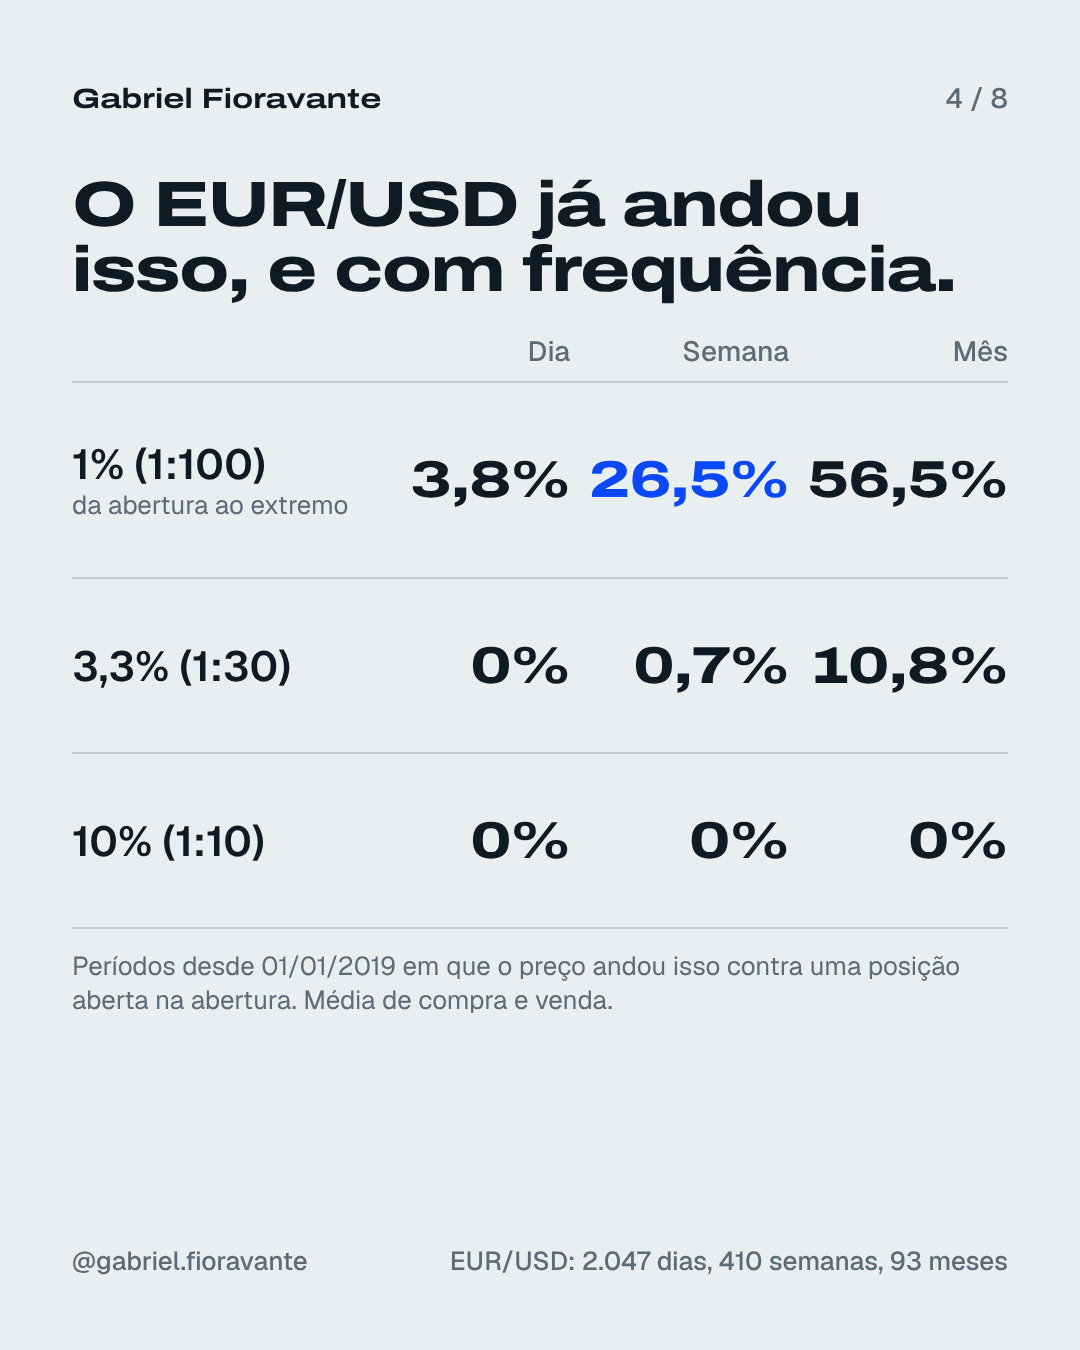 Gabriel Fioravante
4 / 8
O EUR/USD já andou
isso, e com frequência.
Dia Semana Mês
1% (1:100)
da abertura ao extremo
3,8% 26,5% 56,5%
3,3% (1:30) 0% 0,7% 10,8%
10% (1:10) 0% 0% 0%
Períodos desde 01/01/2019 em que o preço andou isso contra uma posição
aberta na abertura. Média de compra e venda.
@gabriel.fioravante
EUR/USD: 2.047 dias, 410 semanas, 93 meses